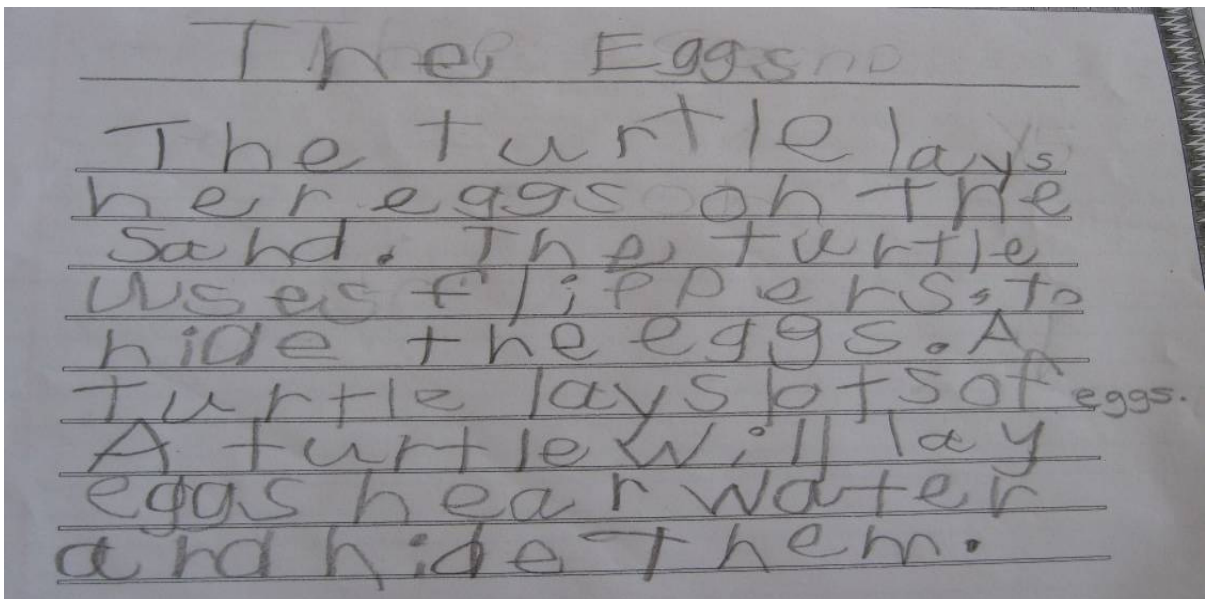 The Eggs
The turtle lays
her eggs on the
sand. The turtle
uses flippers.to
hide the eggs. A
turtle lays lots of eggs.
A turtle will lay
eggs near water
and hide them.